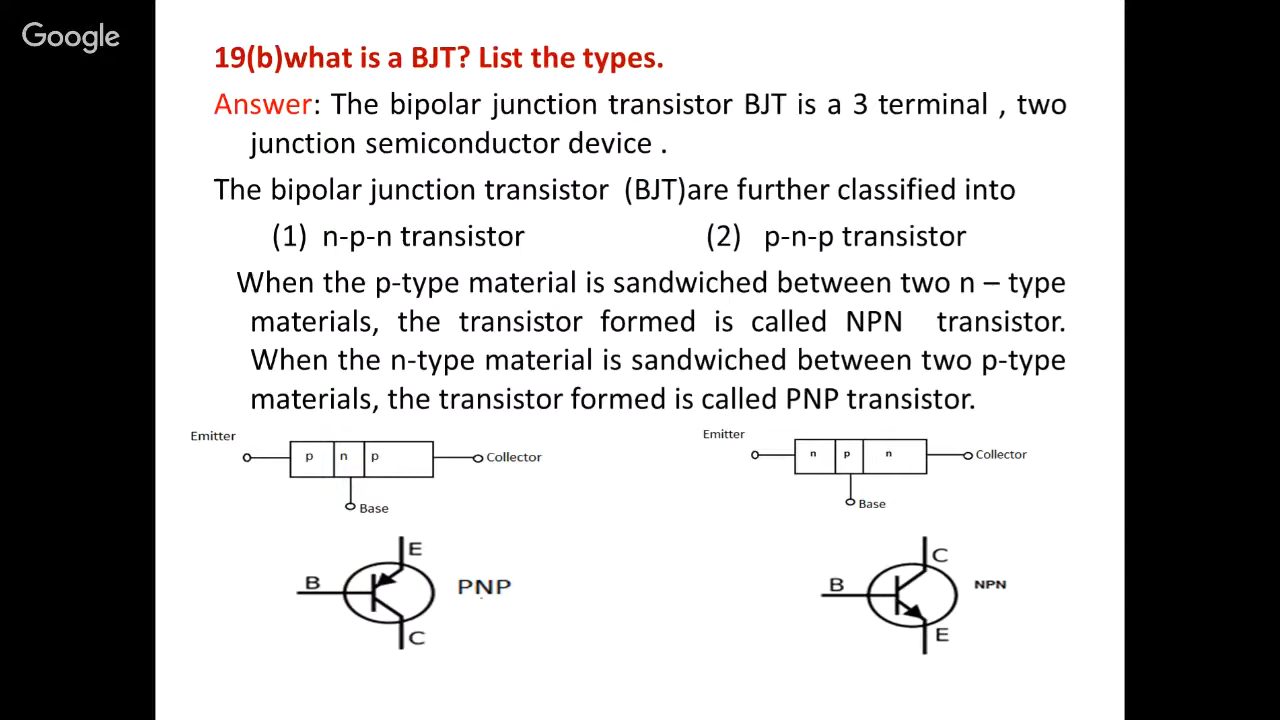 Google
19(b)what is a BJT? List the types.
Answer: The bipolar junction transistor BJT is a 3 terminal , two
junction semiconductor device .
The bipolar junction transistor (BJT)are further classified into
(1) n-p-n transistor (2) p-n-p transistor
When the p-type material is sandwiched between two n – type
materials, the transistor formed is called NPN transistor.
When the n-type material is sandwiched between two p-type
materials, the transistor formed is called PNP transistor.
Emitter
p n p
Collector
Base
Emitter
n p n
Collector
Base
E
B
PNP
C
C
B
NPN
E